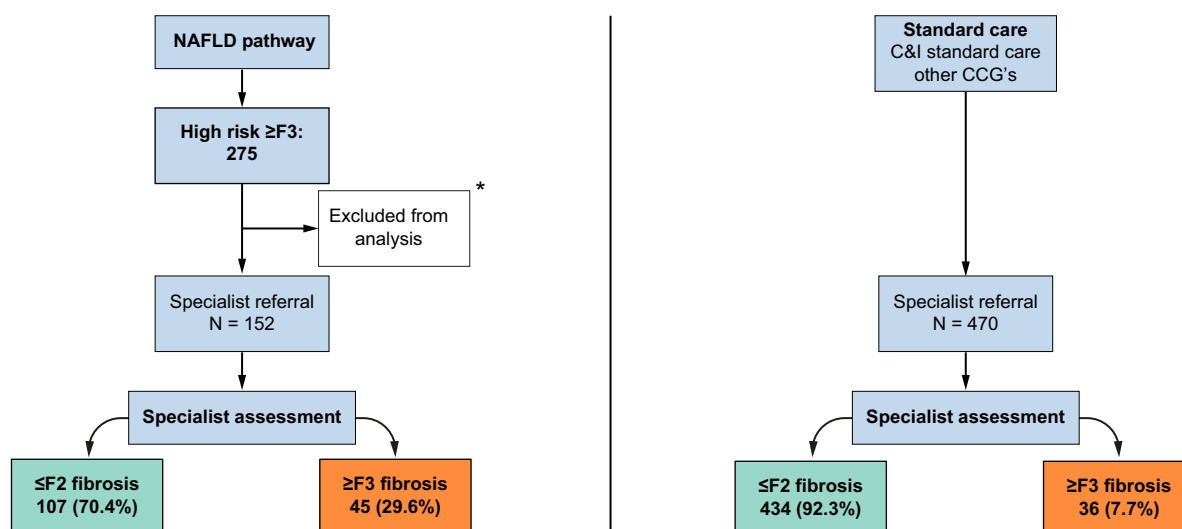 NAFLD pathway
High risk ≥F3:
275
*
Excluded from
analysis
Specialist referral
N = 152
Specialist assessment
≤F2 fibrosis
107 (70.4%)
≥F3 fibrosis
45 (29.6%)
Standard care
C&I standard care
other CCG's
Specialist referral
N = 470
Specialist assessment
≤F2 fibrosis
434 (92.3%)
≥F3 fibrosis
36 (7.7%)